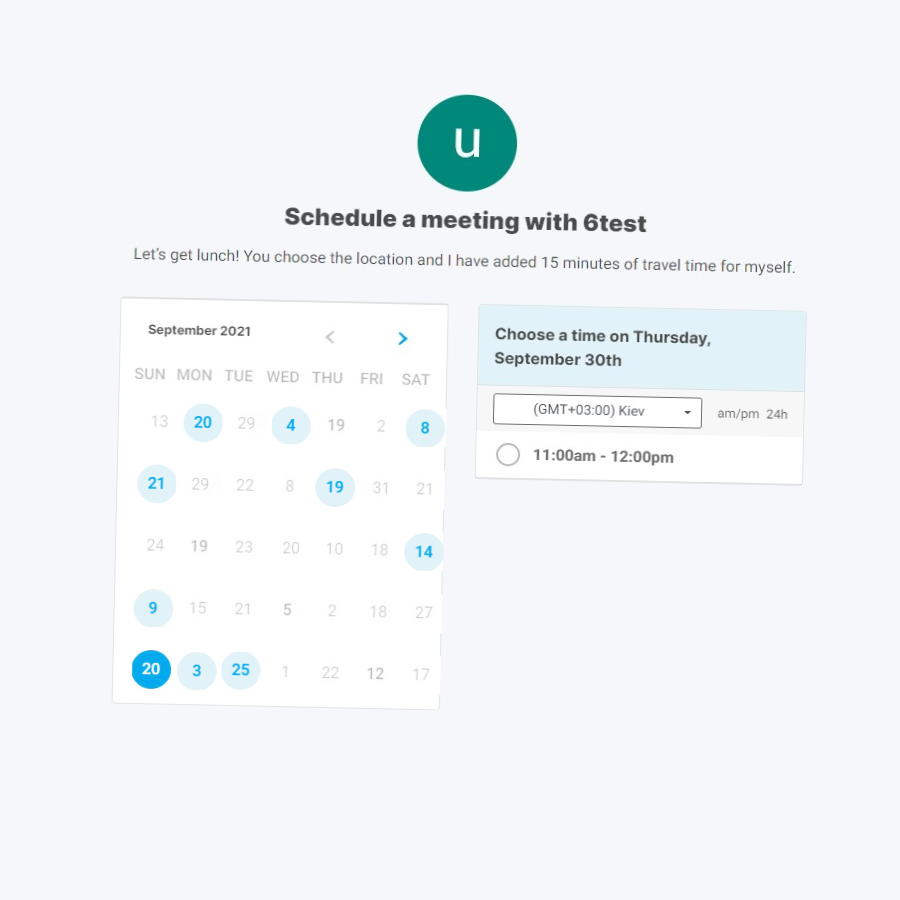 u
Schedule a meeting with 6test
Let's get lunch! You choose the location and I have added 15 minutes of travel time for myself.
September 2021
SUN MON TUE WED THU FRI SAT
13 20 29 4 19 2 8
21 29 22 8 19 31 21
24 19 23 20 10 18 14
9 15 21 5 2 18 27
20 3 25 1 22 12 17
Choose a time on Thursday,
September 30th
(GMT+03:00) Kiev am/pm 24h
11:00am - 12:00pm